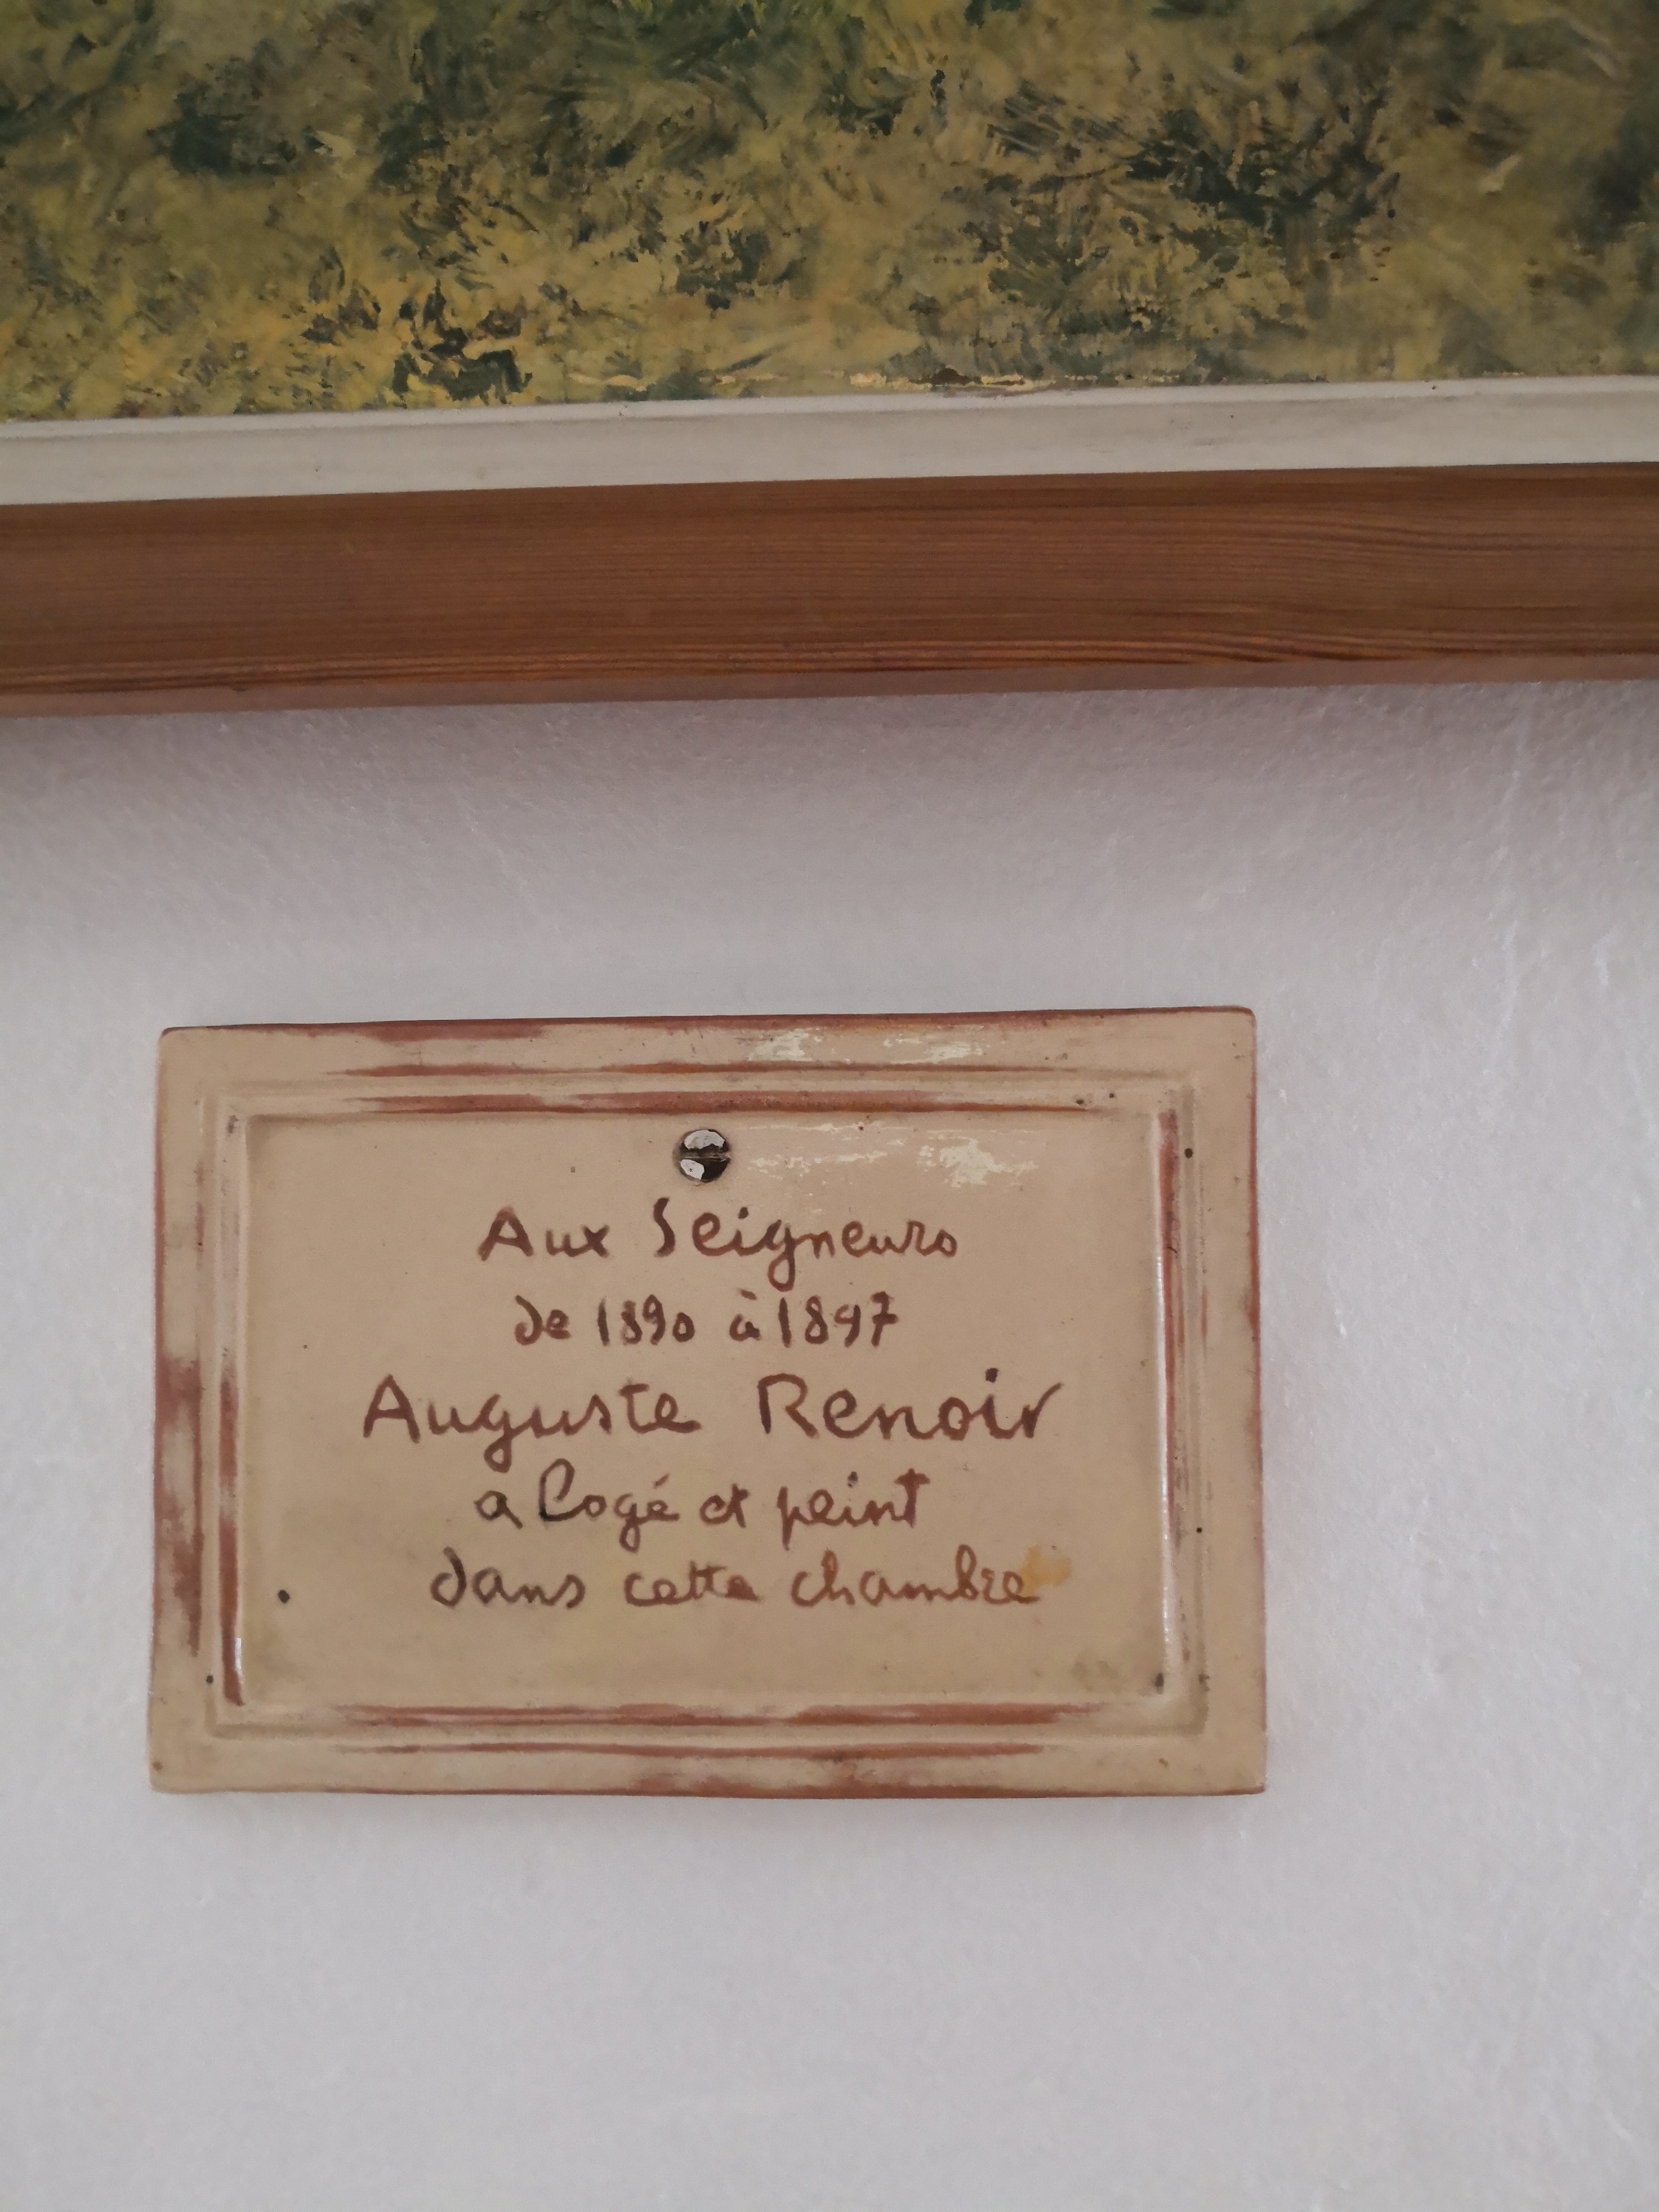 Aux Seigneurs
de 1890 à 1897
Auguste Renoir
a logé et peint
dans cette chambre